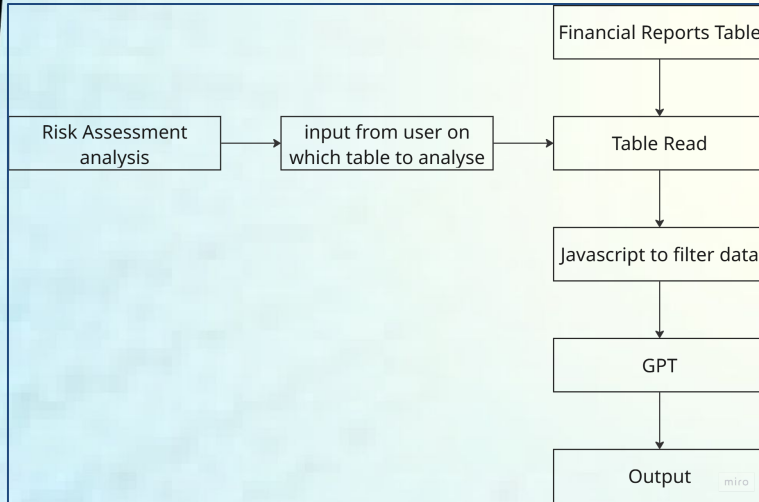 Financial Reports Table
Risk Assessment
analysis
input from user on
which table to analyse
Table Read
Javascript to filter data
GPT
Output
miro